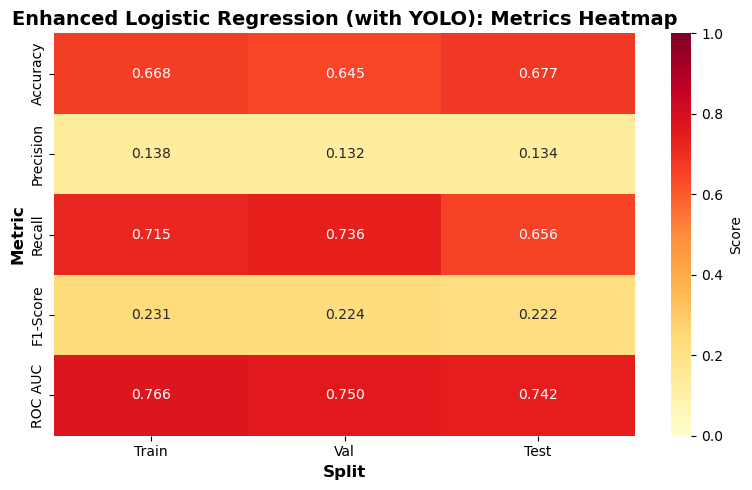 Enhanced Logistic Regression (with YOLO): Metrics Heatmap
Metric
Accuracy 0.668 0.645 0.677
Precision 0.138 0.132 0.134
Recall 0.715 0.736 0.656
F1-Score 0.231 0.224 0.222
ROC AUC 0.766 0.750 0.742
Train Val Test
Split
1.0
0.8
0.6
0.4
0.2
0.0
Score